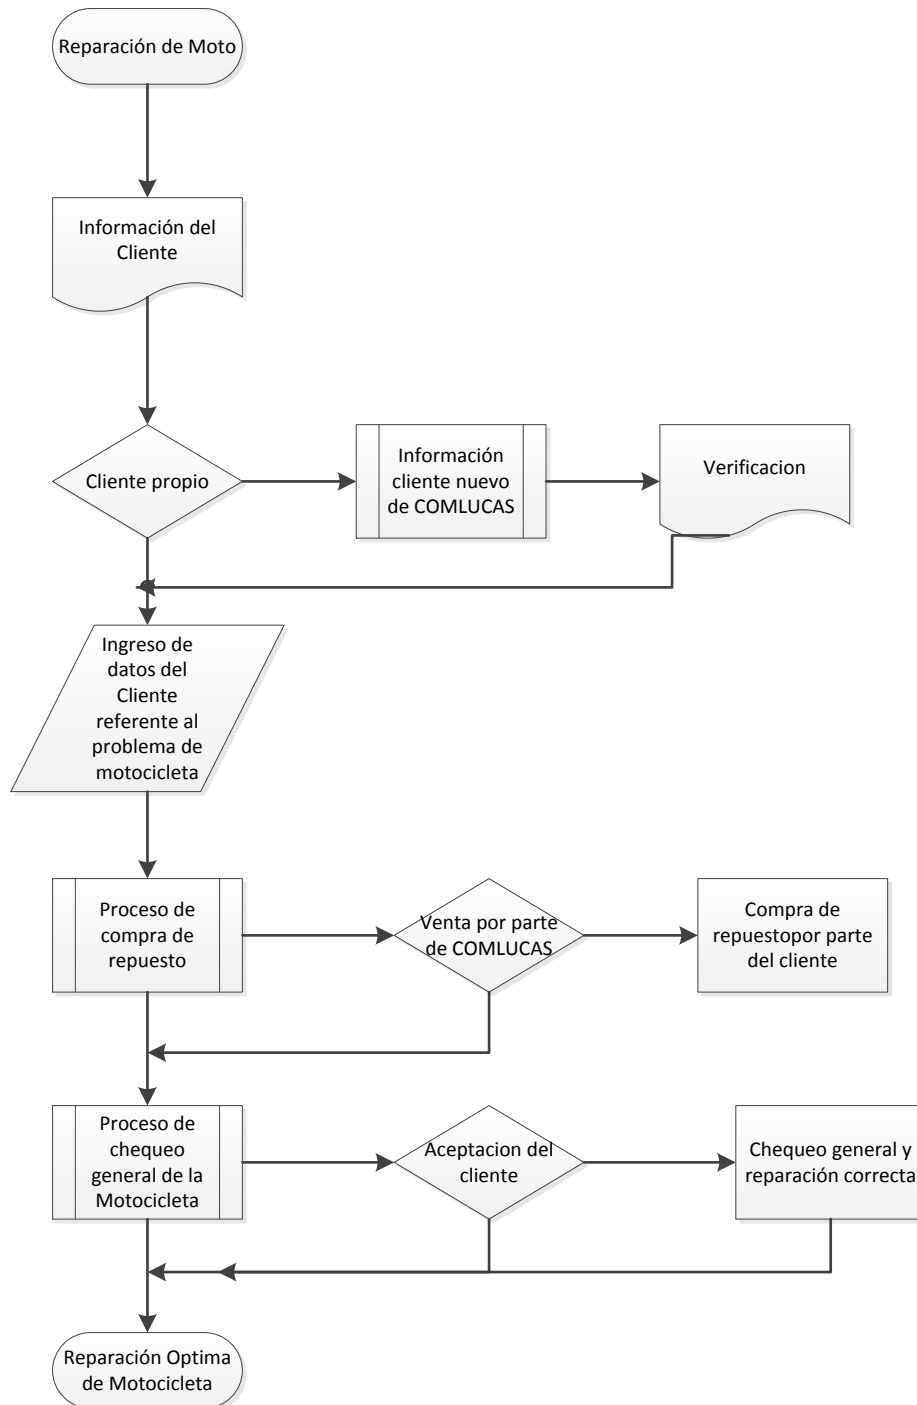 Reparación de Moto
Información del
Cliente
Cliente propio
Información
cliente nuevo
de COMLUCAS
Verificacion
Ingreso de
datos del
Cliente
referente al
problema de
motocicleta
Proceso de
compra de
repuesto
Venta por parte
de COMLUCAS
Compra de
repuestopor parte
del cliente
Proceso de
chequeo
general de la
Motocicleta
Aceptacion del
cliente
Chequeo general y
reparación correcta
Reparación Optima
de Motocicleta